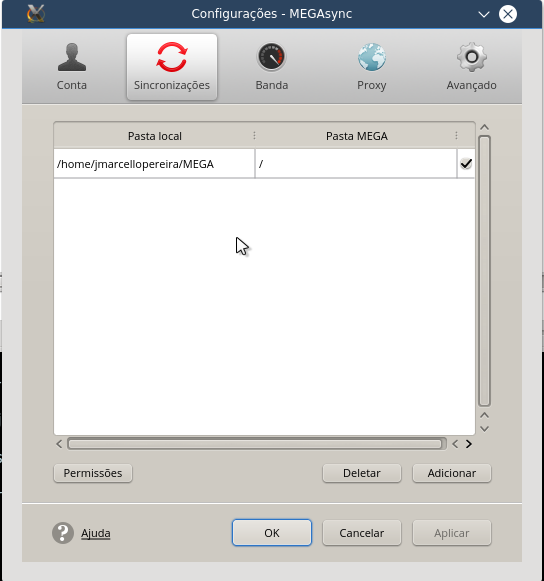 Configurações - MEGAsync
Conta
Sincronizações
Banda
Proxy
Avançado
Pasta local
Pasta MEGA
/home/jmarcellopereira/MEGA
/
Permissões
Deletar
Adicionar
?
Ajuda
OK
Cancelar
Aplicar